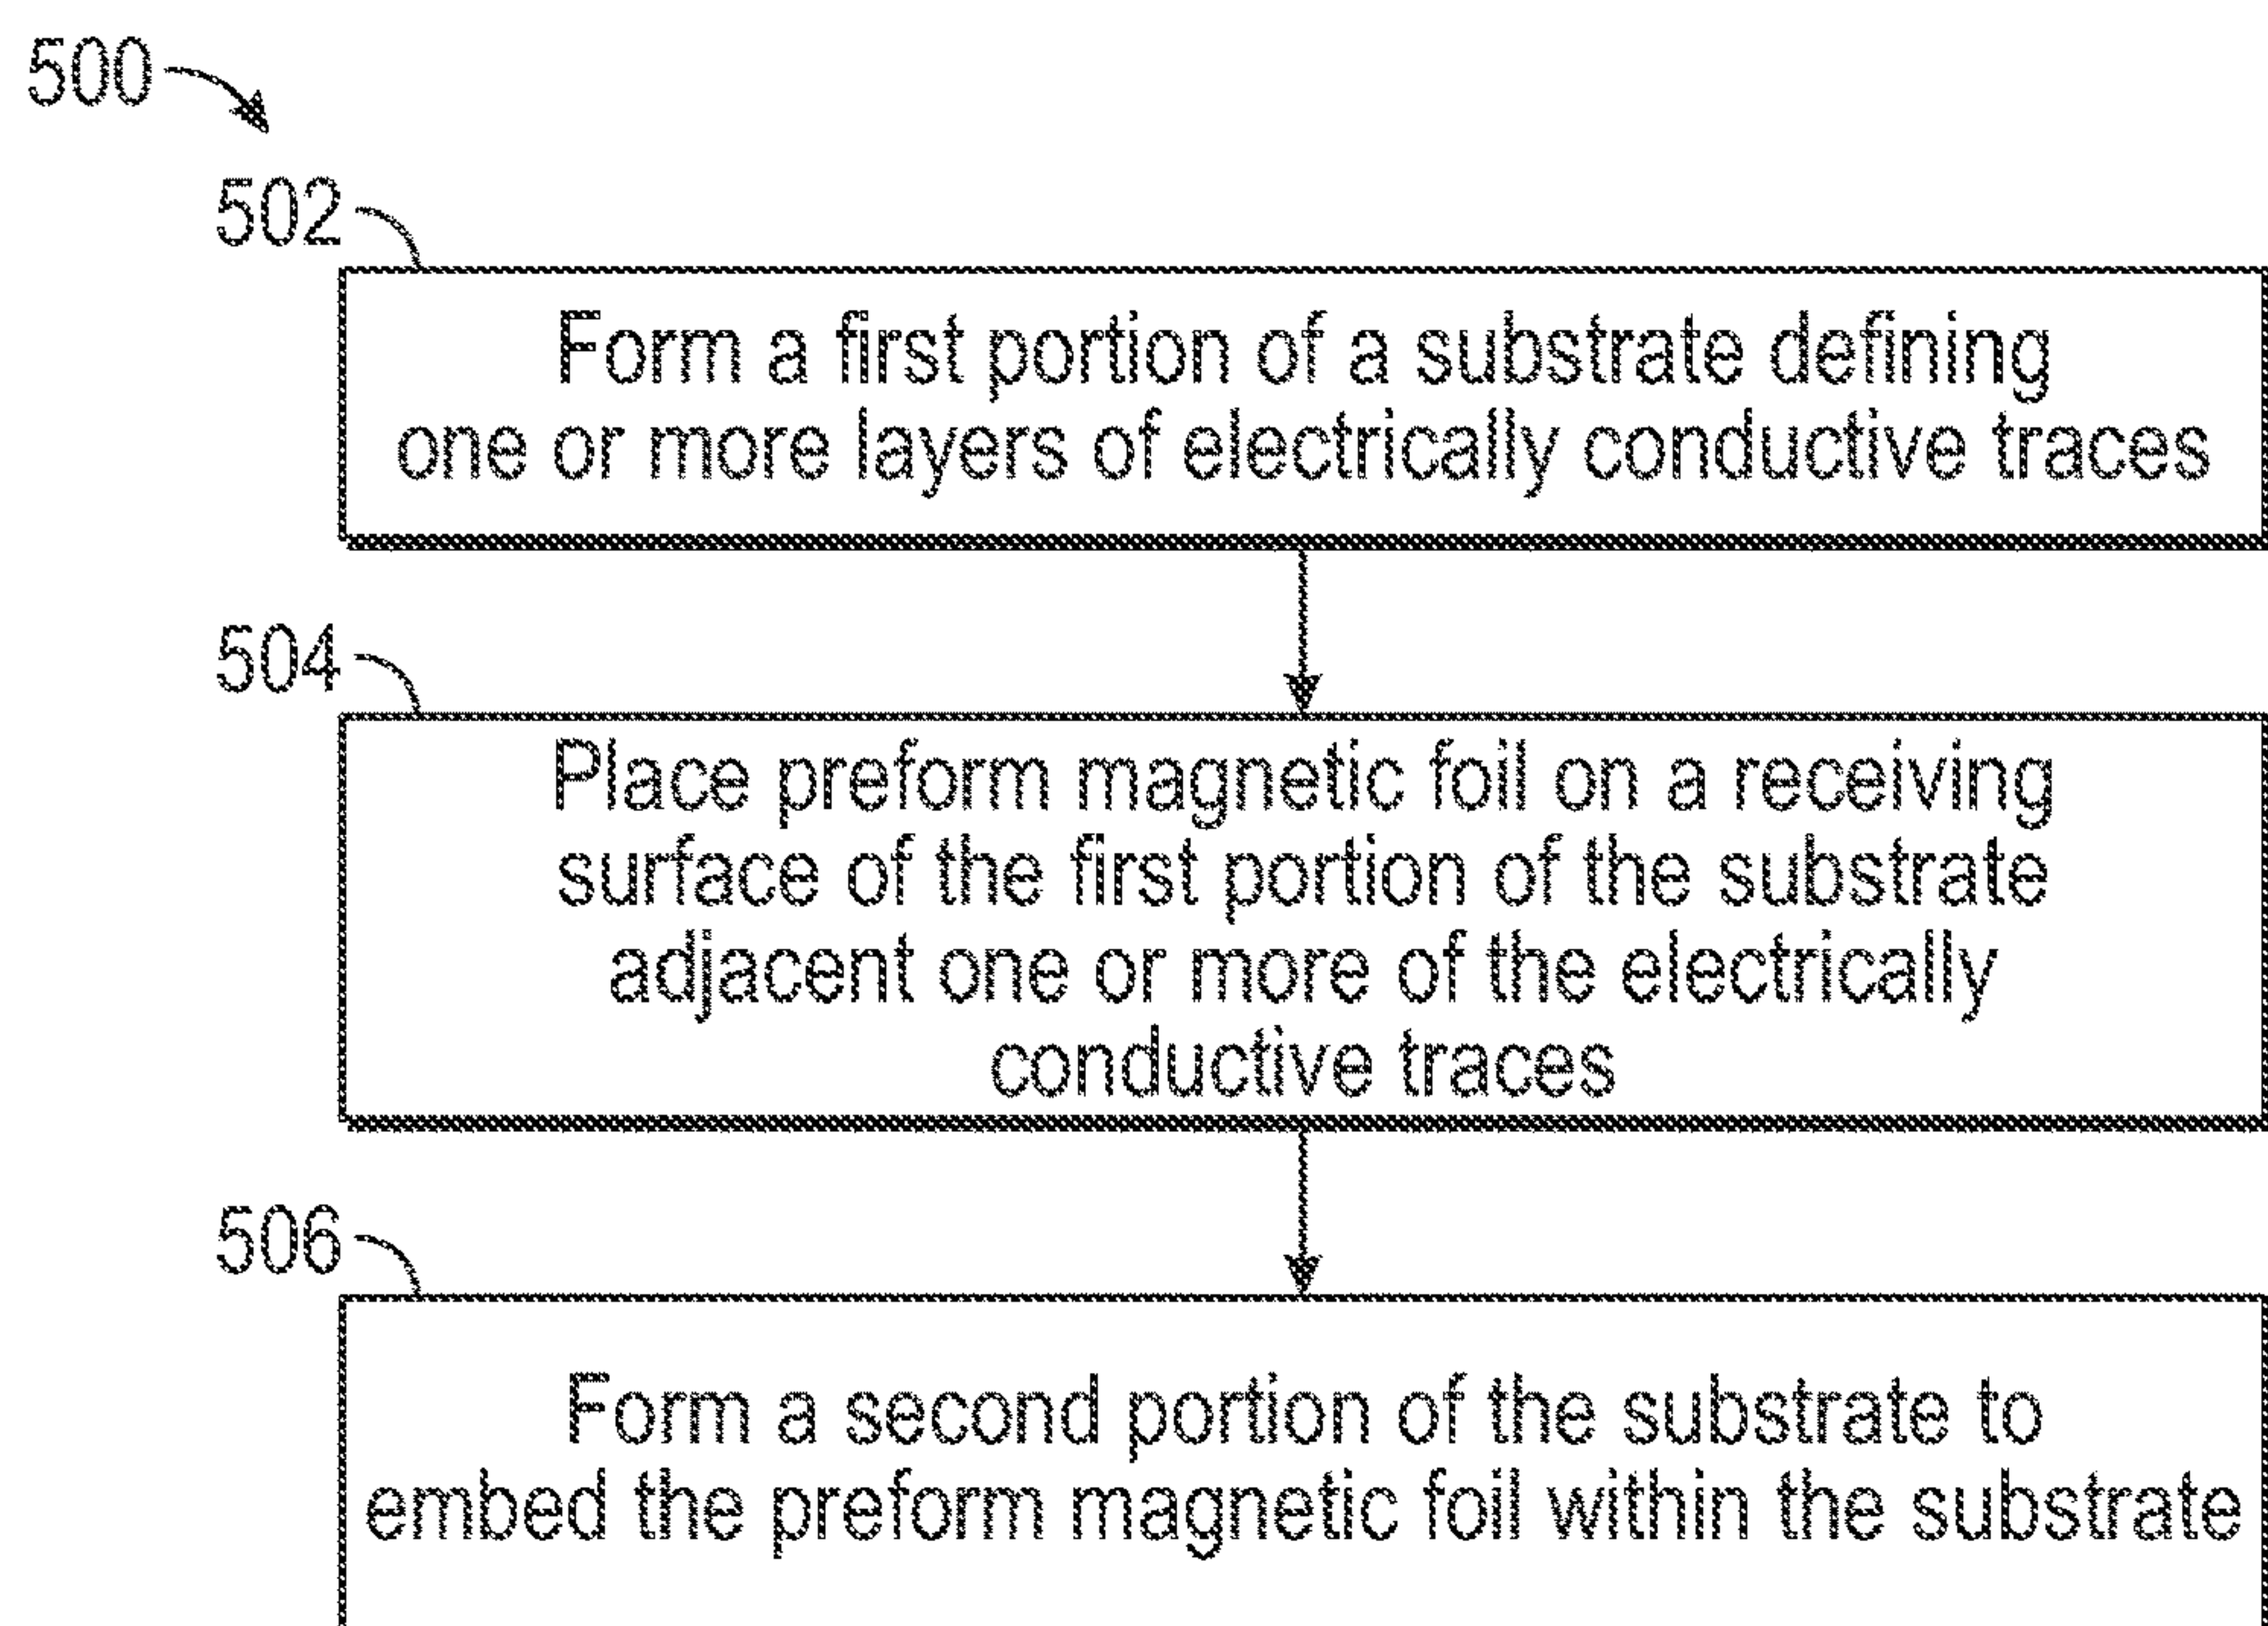 500
502
Form a first portion of a substrate defining
one or more layers of electrically conductive traces
504
Place preform magnetic foil on a receiving
surface of the first portion of the substrate
adjacent one or more of the electrically
conductive traces
506
Form a second portion of the substrate to
embed the preform magnetic foil within the substrate